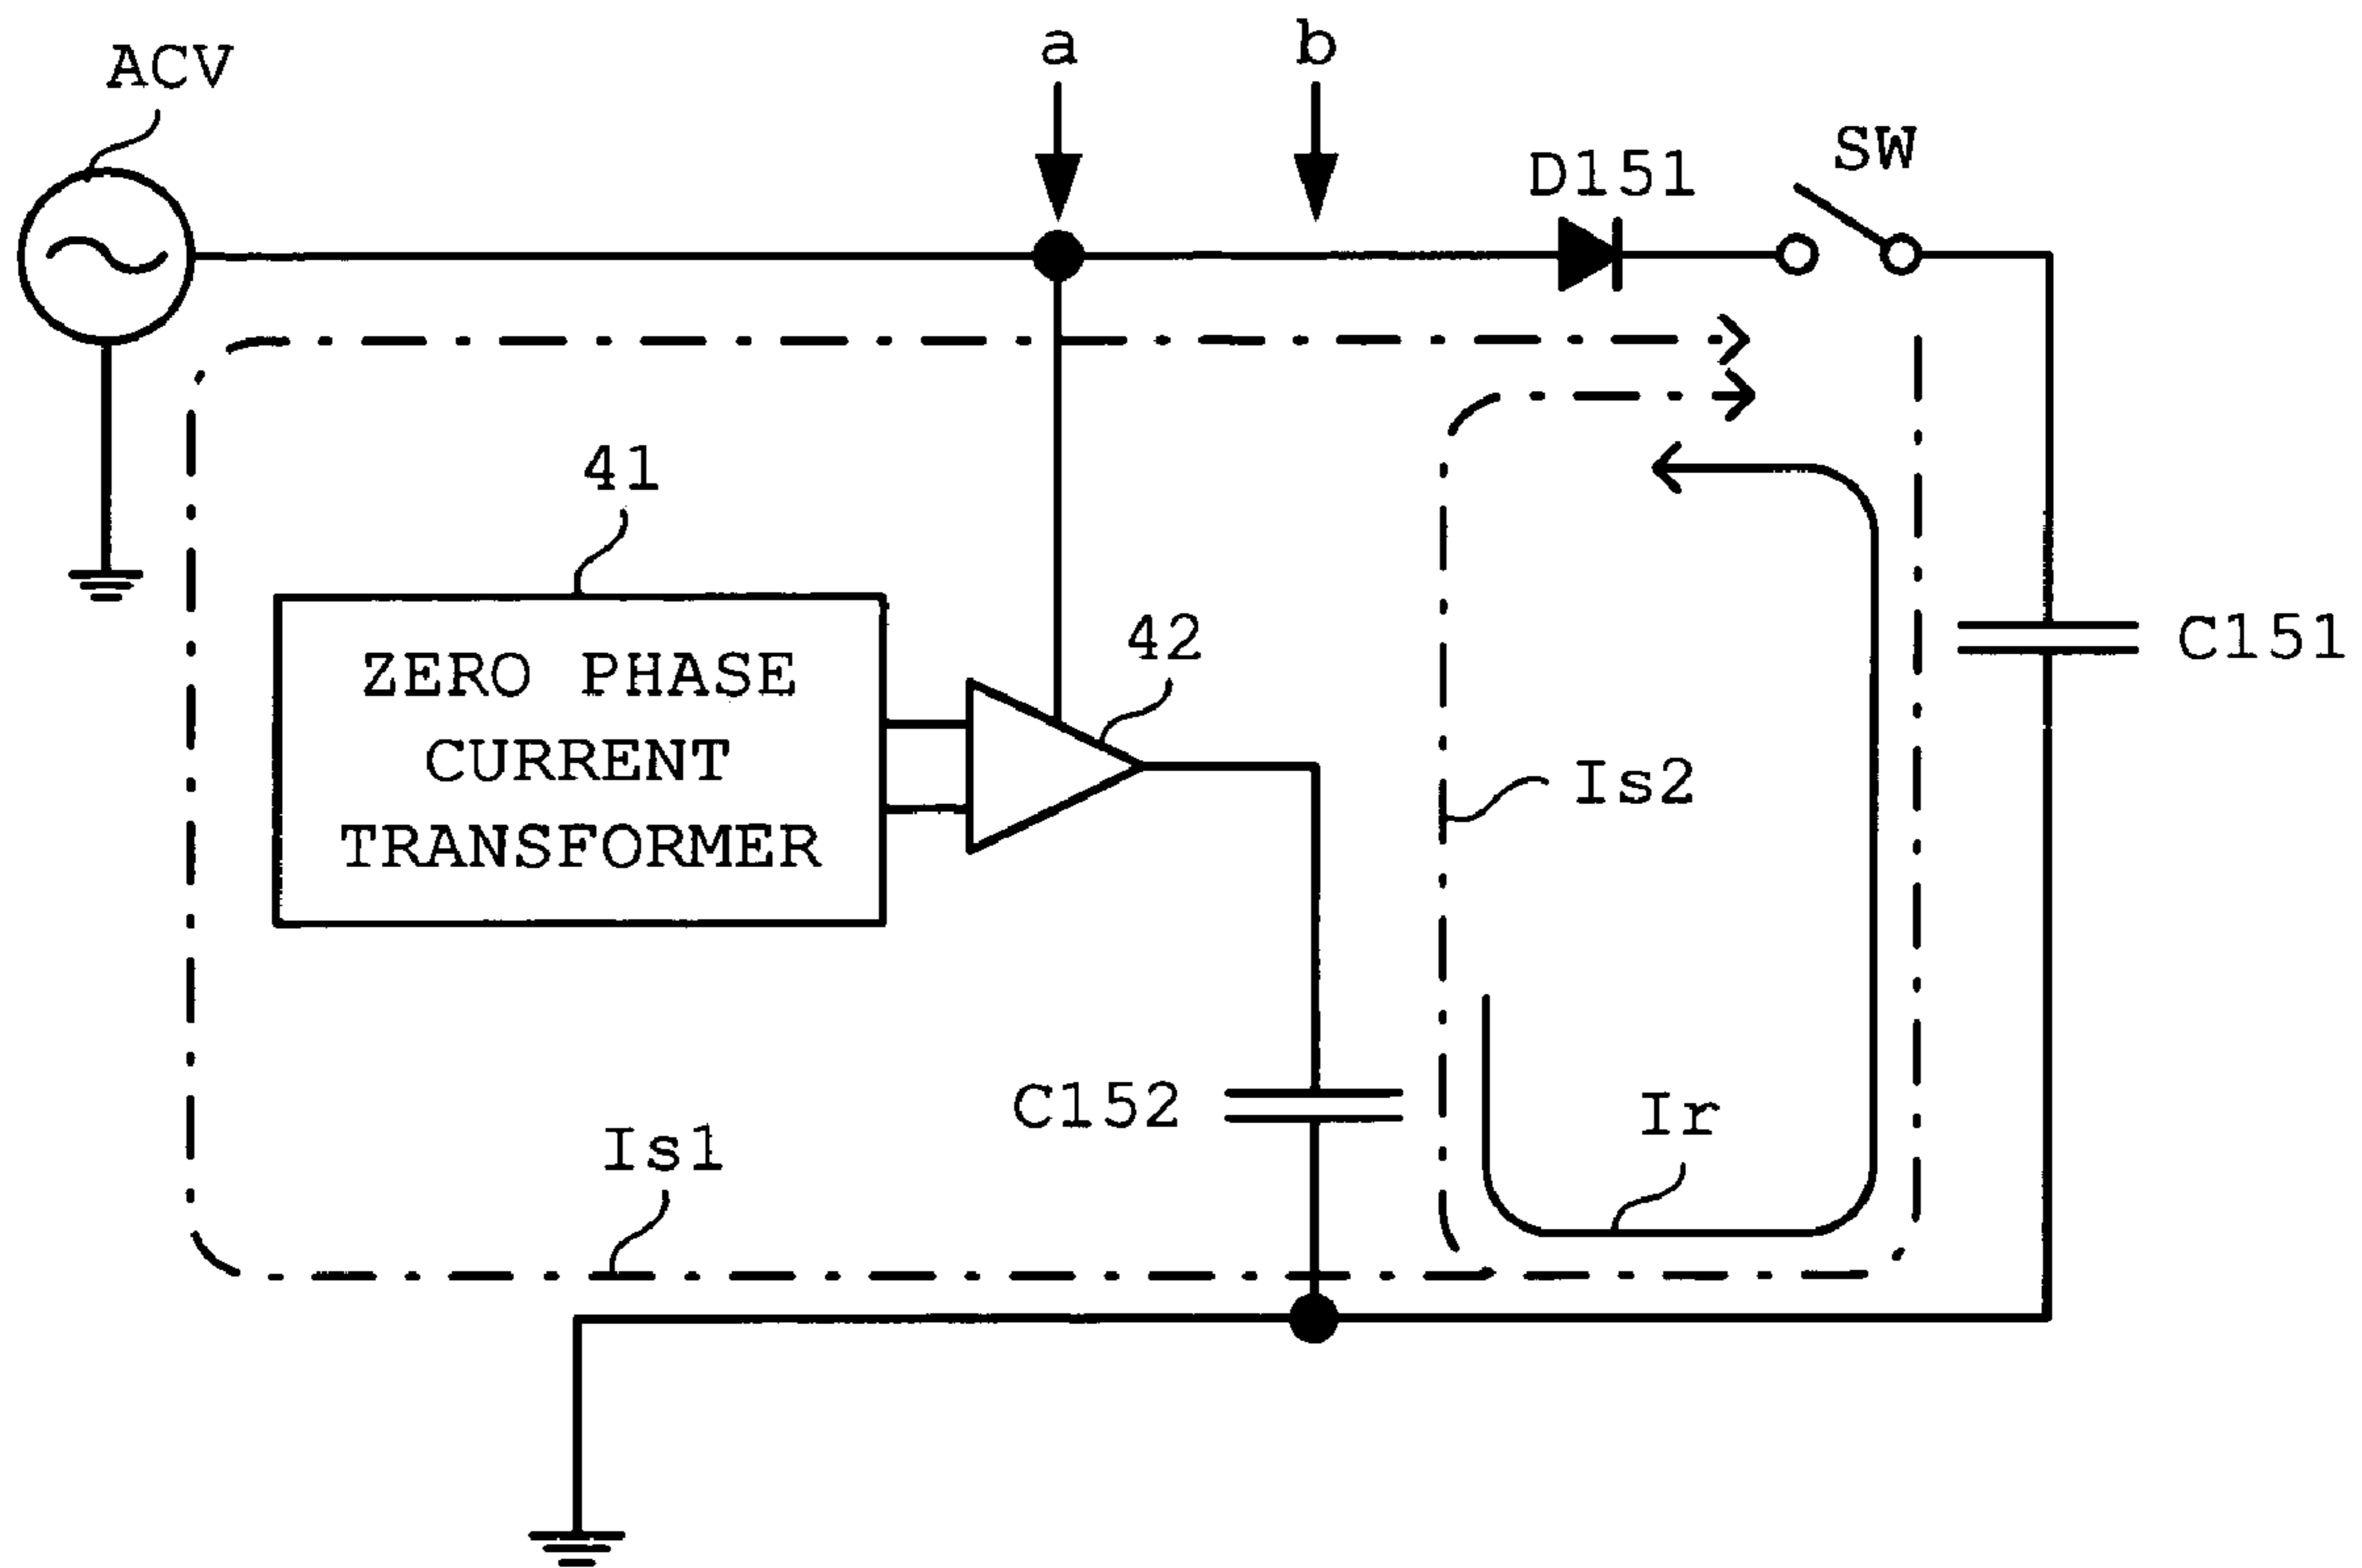 ACV
a
b
D151
SW
41
ZERO PHASE
CURRENT
TRANSFORMER
42
C151
Is2
C152
Ir
Is1